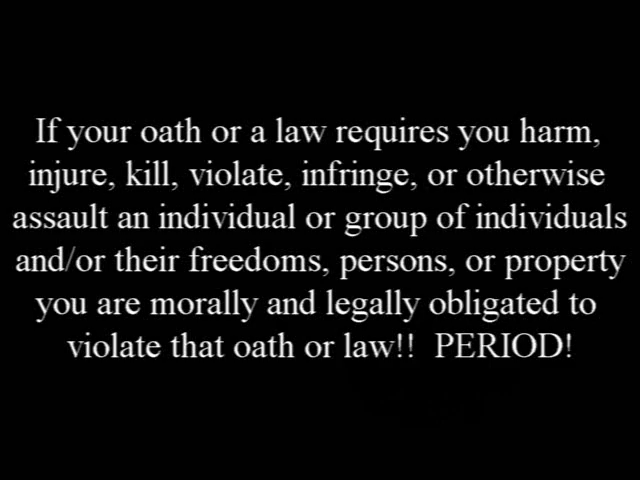 If your oath or a law requires you harm,
injure, kill, violate, infringe, or otherwise
assault an individual or group of individuals
and/or their freedoms, persons, or property
you are morally and legally obligated to
violate that oath or law!!  PERIOD!